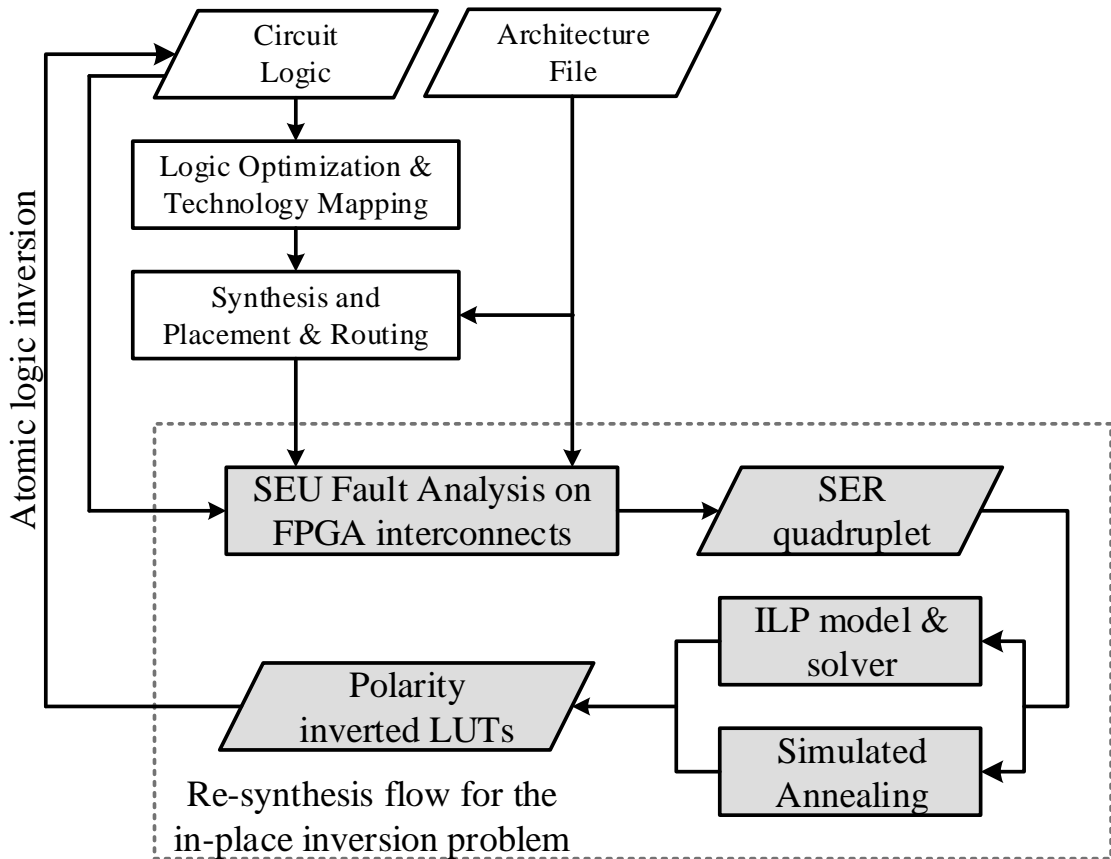 Circuit
Logic
Architecture
File
Logic Optimization &
Technology Mapping
Synthesis and
Placement & Routing
Atomic logic inversion
SEU Fault Analysis on
FPGA interconnects
SER
quadruplet
ILP model &
solver
Polarity
inverted LUTs
Simulated
Annealing
Re-synthesis flow for the
in-place inversion problem